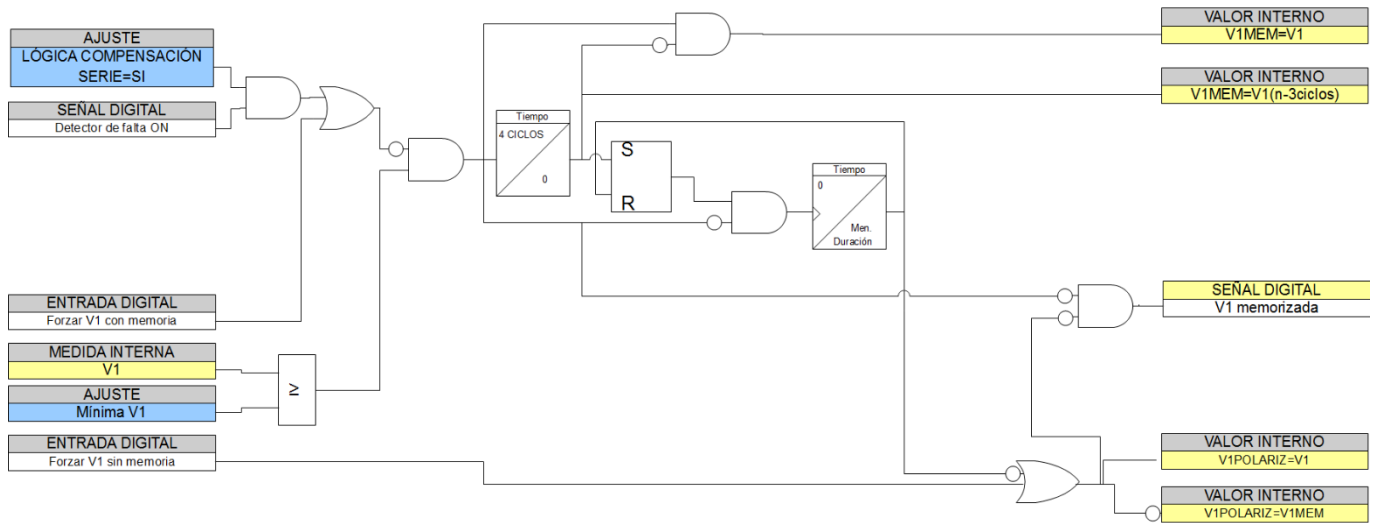 AJUSTE
LÓGICA COMPENSACIÓN
SERIE=SI
SEÑAL DIGITAL
Detector de falta ON
ENTRADA DIGITAL
Forzar V1 con memoria
MEDIDA INTERNA
V1
AJUSTE
Mínima V1
ENTRADA DIGITAL
Forzar V1 sin memoria
≥
Tiempo
4 CICLOS
0
S
R
Tiempo
0
Men.
Duración
VALOR INTERNO
V1MEM=V1
VALOR INTERNO
V1MEM=V1(n-3ciclos)
SEÑAL DIGITAL
V1 memorizada
VALOR INTERNO
V1POLARIZ=V1
VALOR INTERNO
V1POLARIZ=V1MEM